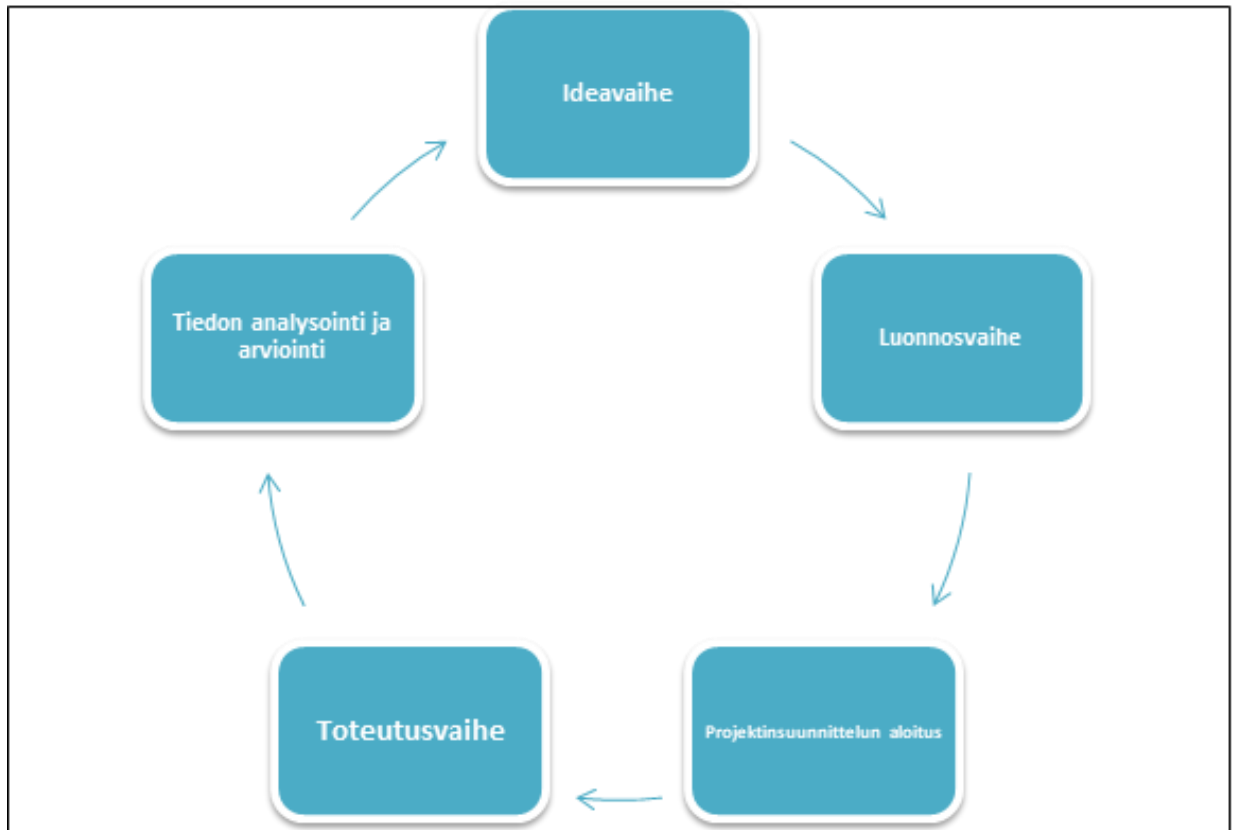 Ideavaihe
Luonnosvaihe
Projektinsuunnittelun aloitus
Toteutusvaihe
Tiedon analysointi ja
arviointi